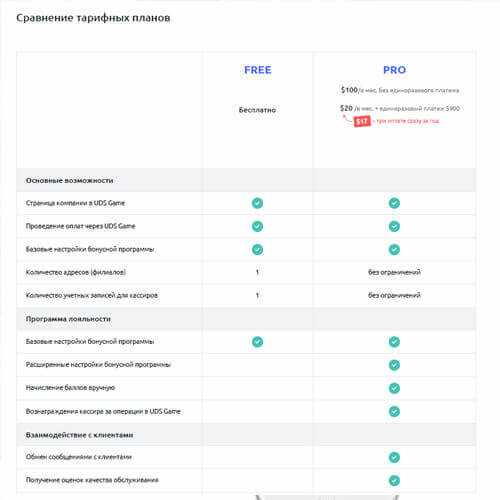 Сравнение тарифных планов
FREE PRO
$100/в мес. без единоразового платежа
Бесплатно $20 /в мес. + единоразовый платеж $900
$17 - при оплате сразу за год
Основные возможности
Страница компании в UDS Game
Проведение оплат через UDS Game
Базовые настройки бонусной программы
Количество адресов (филиалов) 1 без ограничений
Количество учетных записей для кассиров 1 без ограничений
Программа лояльности
Базовые настройки бонусной программы
Расширенные настройки бонусной программы
Начисление баллов вручную
Вознаграждения кассира за операции в UDS Game
Взаимодействие с клиентами
Обмен сообщениями с клиентами
Получение оценок качества обслуживания